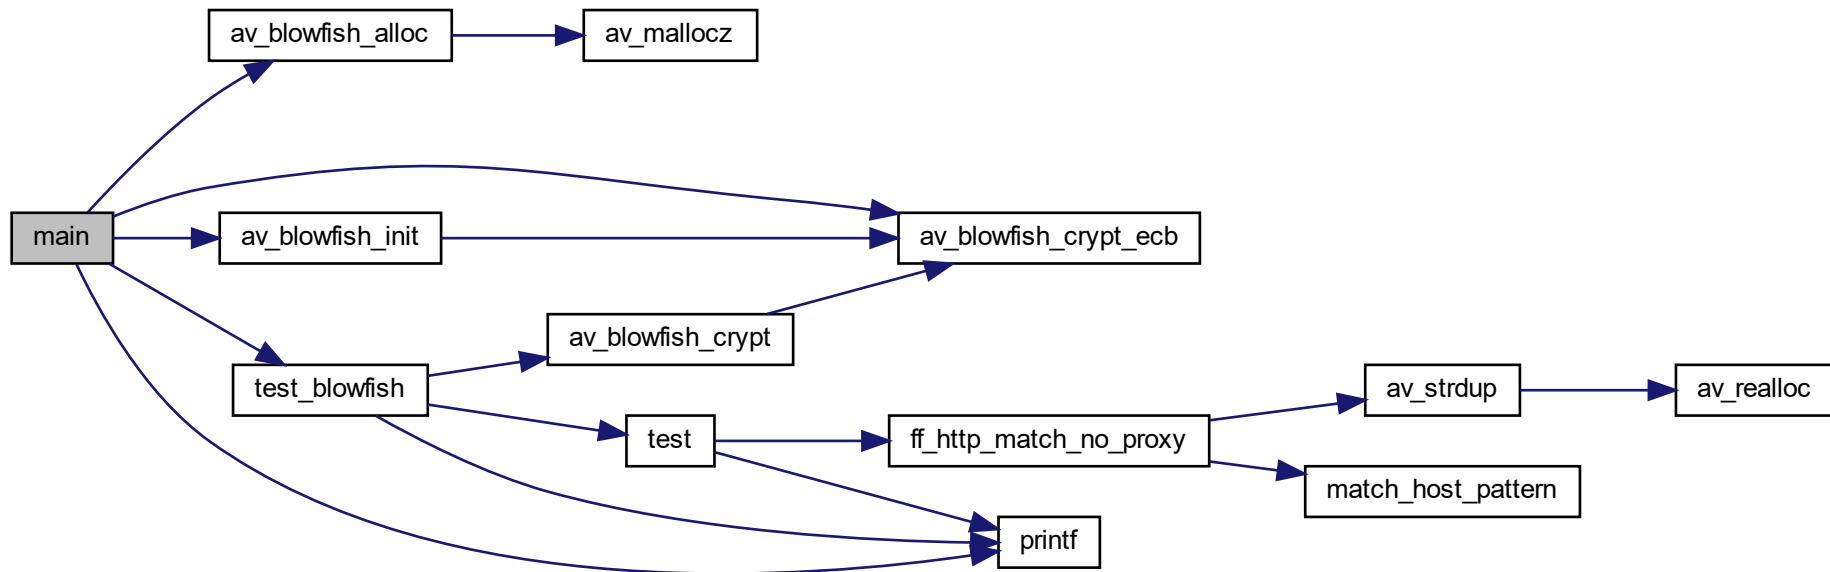 av_blowfish_alloc
av_mallocz
main
av_blowfish_init
av_blowfish_crypt_ecb
av_blowfish_crypt
test_blowfish
av_strdup
av_realloc
test
ff_http_match_no_proxy
match_host_pattern
printf